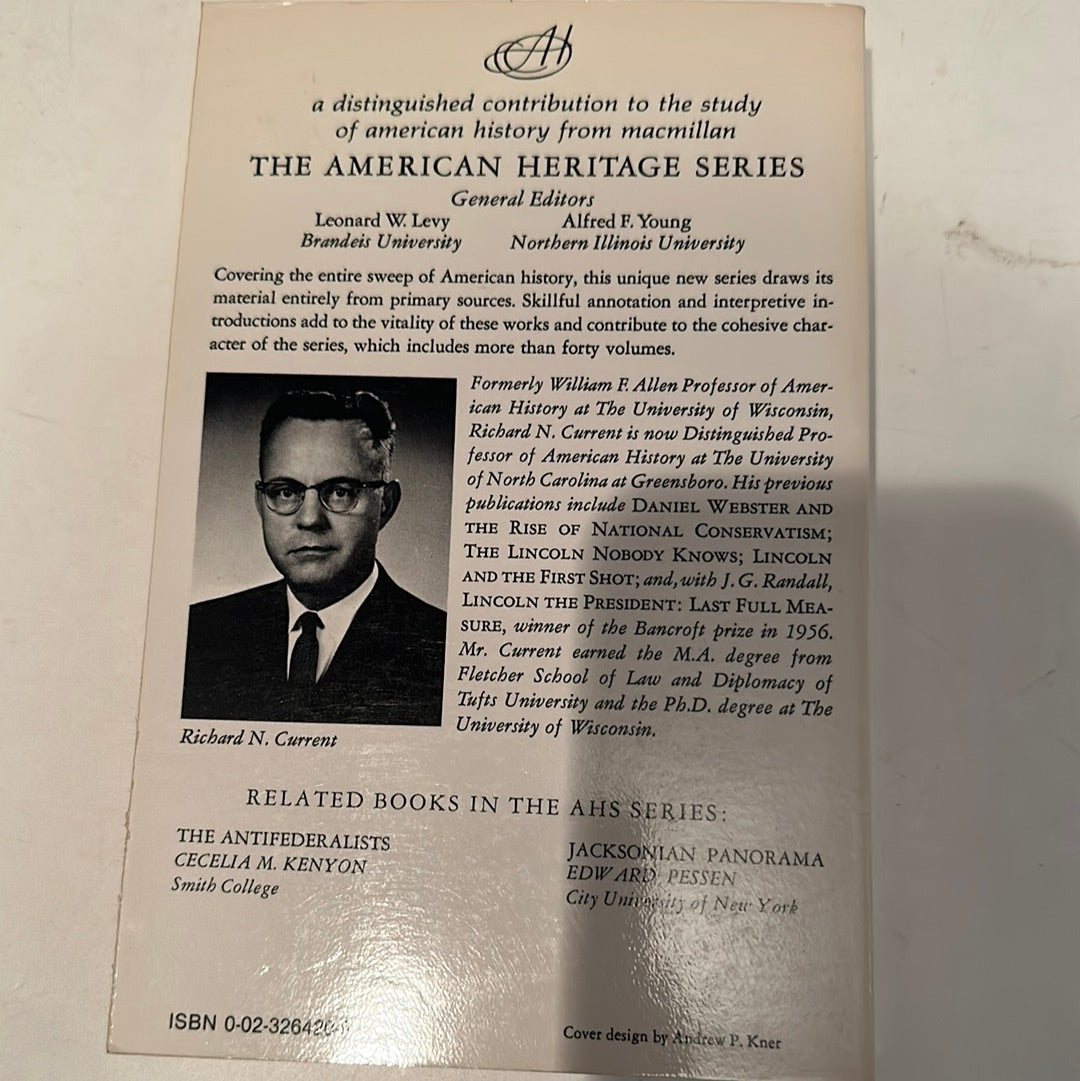 AH
a distinguished contribution to the study
of american history from macmillan
THE AMERICAN HERITAGE SERIES
General Editors
Leonard W. Levy
Brandeis University
Alfred F. Young
Northern Illinois University
Covering the entire sweep of American history, this unique new series draws its
material entirely from primary sources. Skillful annotation and interpretive in-
troductions add to the vitality of these works and contribute to the cohesive char-
acter of the series, which includes more than forty volumes.
Formerly William F. Allen Professor of Amer-
ican History at The University of Wisconsin,
Richard N. Current is now Distinguished Pro-
fessor of American History at The University
of North Carolina at Greensboro. His previous
publications include DANIEL WEBSTER AND
THE RISE OF NATIONAL CONSERVATISM;
THE LINCOLN NOBODY KNOWS; LINCOLN
AND THE FIRST SHOT; and, with J. G. Randall,
LINCOLN THE PRESIDENT: LAST FULL MEA-
SURE, winner of the Bancroft prize in 1956.
Mr. Current earned the M.A. degree from
Fletcher School of Law and Diplomacy of
Tufts University and the Ph.D. degree at The
University of Wisconsin.
Richard N. Current
RELATED BOOKS IN THE AHS SERIES:
THE ANTIFEDERALISTS
CECELIA M. KENYON
Smith College
JACKSONIAN PANORAMA
EDWARD PESSEN
City University of New York
ISBN
Cover design by Andrew P. Kner